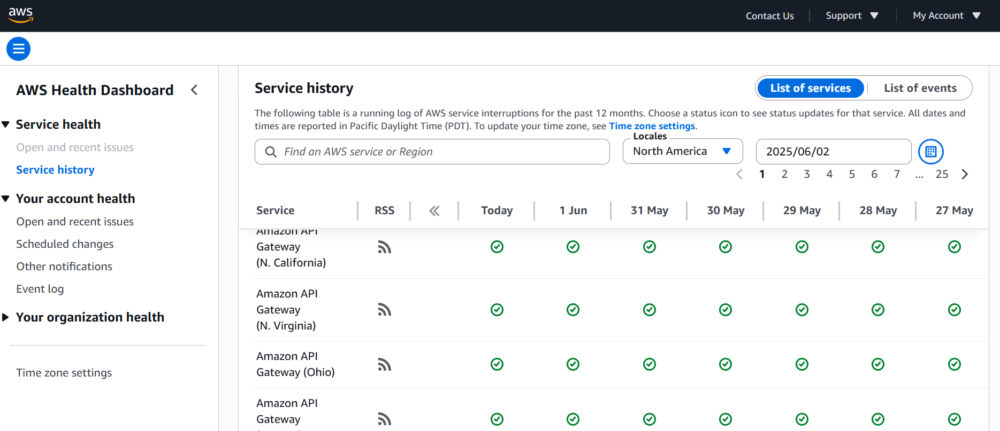 aws
Contact Us
Support
My Account
AWS Health Dashboard
Service health
Open and recent issues
Service history
Your account health
Open and recent issues
Scheduled changes
Other notifications
Event log
Your organization health
Time zone settings
Service history
List of services
List of events
The following table is a running log of AWS service interruptions for the past 12 months. Choose a status icon to see status updates for that service. All dates and
times are reported in Pacific Daylight Time (PDT). To update your time zone, see Time zone settings.
Find an AWS service or Region
Locales
North America
2025/06/02
1 2 3 4 5 6 7 ... 25
Service RSS Today 1 Jun 31 May 30 May 29 May 28 May 27 May
Amazon API
Gateway
(N. California)
Amazon API
Gateway
(N. Virginia)
Amazon API
Gateway (Ohio)
Amazon API
Gateway